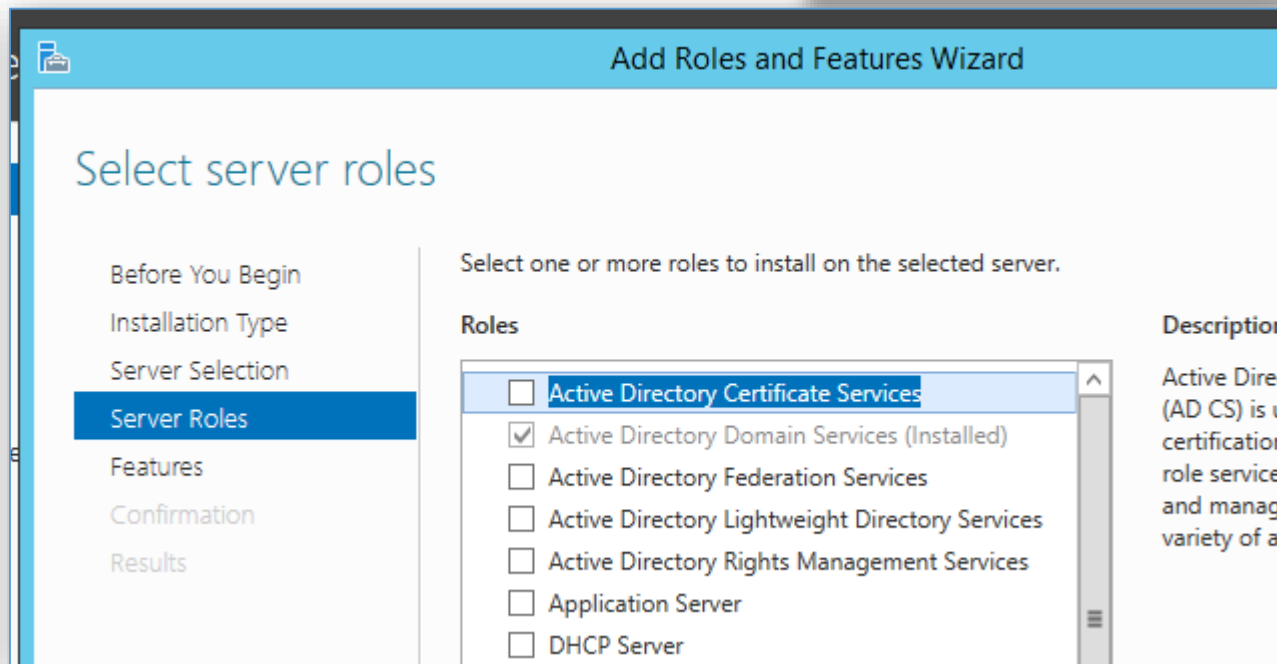 Add Roles and Features Wizard
Select server roles
Before You Begin
Installation Type
Server Selection
Server Roles
Features
Confirmation
Results
Select one or more roles to install on the selected server.
Roles
Active Directory Certificate Services
Active Directory Domain Services (Installed)
Active Directory Federation Services
Active Directory Lightweight Directory Services
Active Directory Rights Management Services
Application Server
DHCP Server
Description
Active Dire
(AD CS) is u
certification
role service
and manag
variety of a